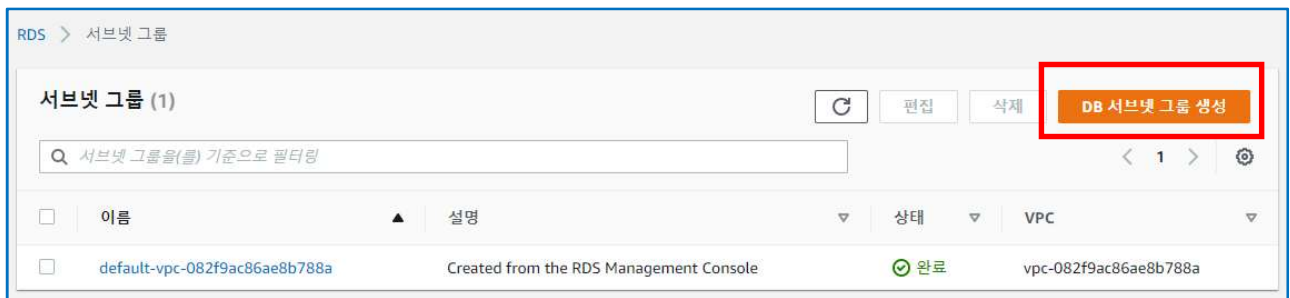 RDS > 서브넷 그룹
서브넷 그룹 (1)
편집
삭제
DB 서브넷 그룹 생성
서브넷 그룹을(를) 기준으로 필터링
< 1 >
이름 ▲ 설명 ▽ 상태 ▽ VPC ▽
default-vpc-082f9ac86ae8b788a Created from the RDS Management Console 완료 vpc-082f9ac86ae8b788a